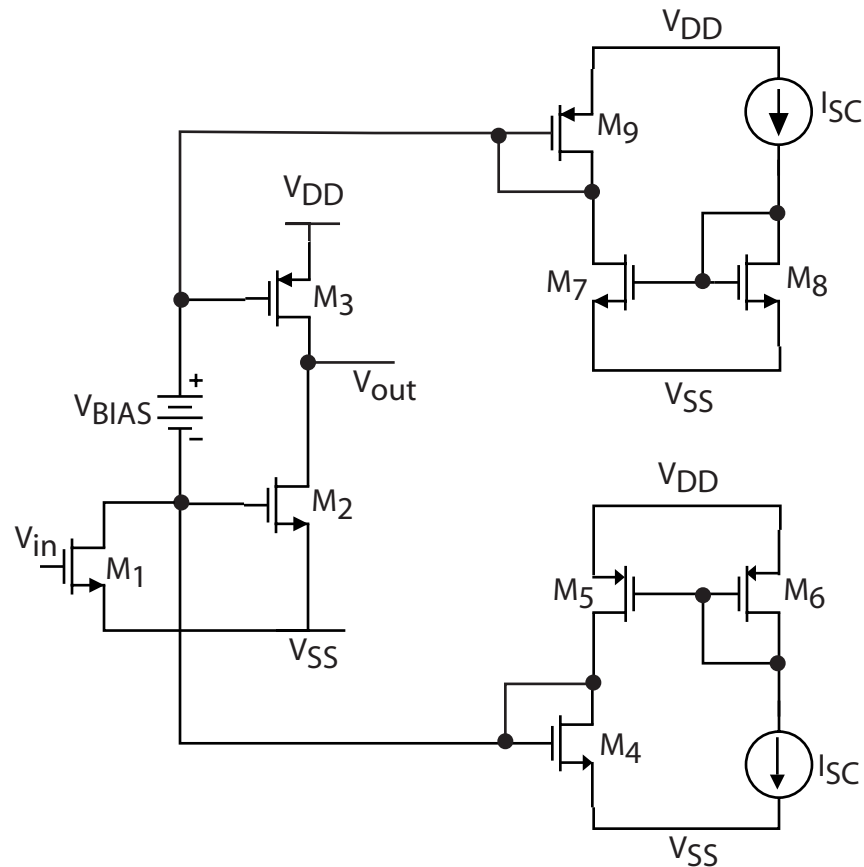 VDD
ISC
M9
VDD
M3
M7
M8
+
Vout
VBIAS
VSS
−
VDD
M2
Vin
M1
M5
M6
VSS
M4
ISC
VSS